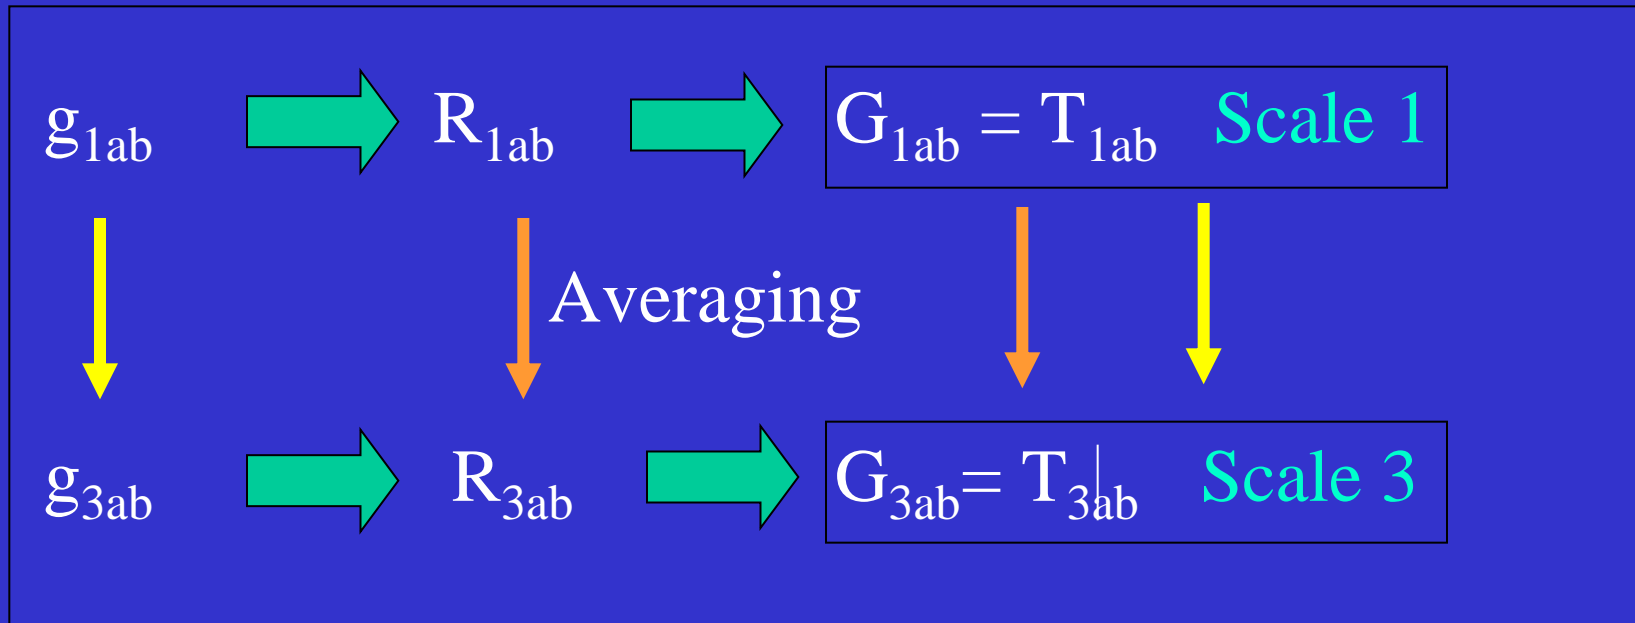 g1ab R1ab G1ab = T1ab Scale 1
Averaging
g3ab R3ab G3ab= T3ab Scale 3